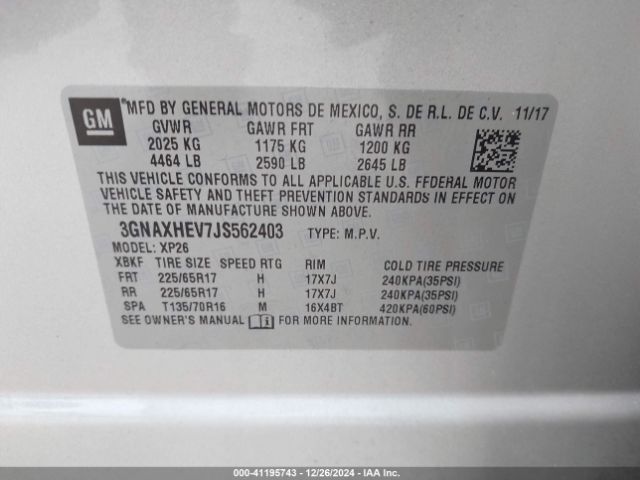 GM
®MFD BY GENERAL MOTORS DE MEXICO, S. DE R.L. DE C.V. 11/17
GVWR GAWR FRT GAWR RR
2025 KG 1175 KG 1200 KG
4464 LB 2590 LB 2645 LB
THIS VEHICLE CONFORMS TO ALL APPLICABLE U.S. FFDERAL MOTOR
VEHICLE SAFETY AND THEFT PREVENTION STANDARDS IN EFFECT ON
THE DATE OF MANUFACTURE SHOWN ABOVE.
3GNAXHEV7JS562403 TYPE: M.P.V.
MODEL: XP26
XBKF TIRE SIZE SPEED RTG RIM COLD TIRE PRESSURE
FRT 225/65R17 H 17X7J 240KPA(35PSI)
RR 225/65R17 H 17X7J 240KPA(35PSI)
SPA T135/70R16 M 16X4BT 420KPA(60PSI)
SEE OWNER'S MANUAL FOR MORE INFORMATION.
000-41195743 - 12/26/2024 - IAA Inc.